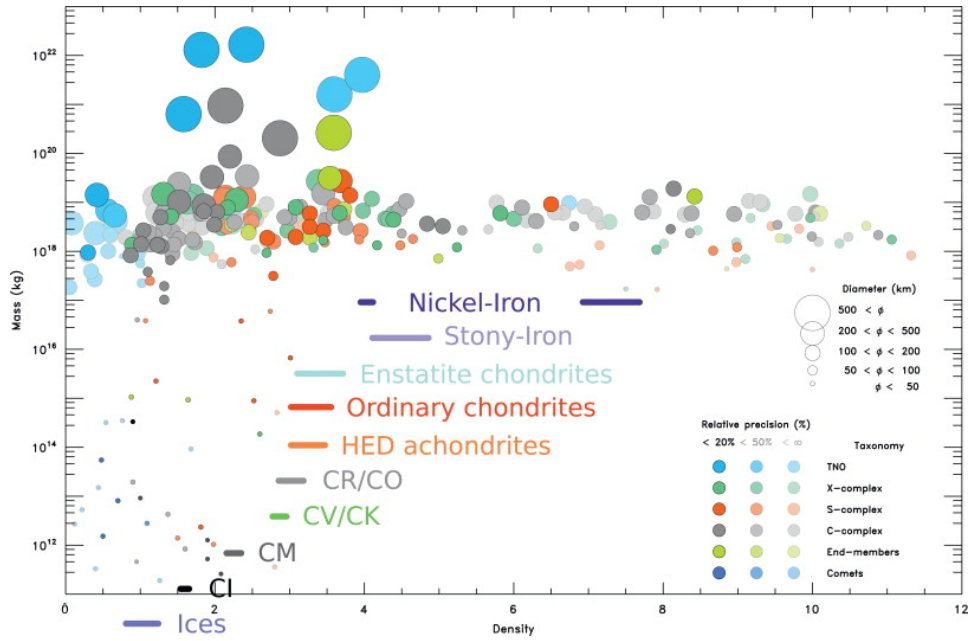 10²²
10²⁰
10¹⁸
10¹⁶
10¹⁴
10¹²
Mass (kg)
Nickel-Iron
Stony-Iron
Enstatite chondrites
Ordinary chondrites
HED achondrites
CR/CO
CV/CK
CM
CI
Ices
Diameter (km)
500 < ϕ
200 < ϕ < 500
100 < ϕ < 200
50 < ϕ < 100
ϕ < 50
Relative precision (%)
< 20% < 50% < ∞ Taxonomy
TNO
X-complex
S-complex
C-complex
End-members
Comets
0 2 4 6 8 10 12
Density